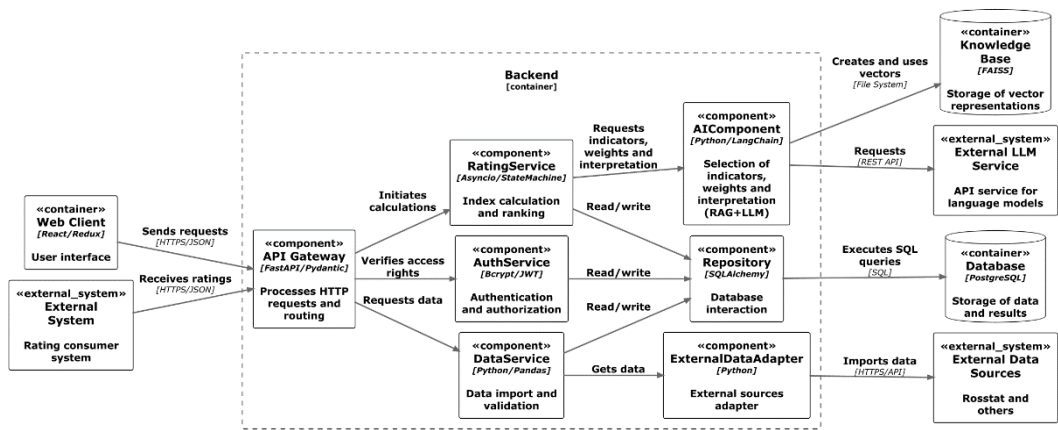 Backend
[container]
«container»
Web Client
[React/Redux]
User interface
«external_system»
External
System
Rating consumer
system
Sends requests
[HTTPS/JSON]
Receives ratings
[HTTPS/JSON]
«component»
API Gateway
[FastAPI/Pydantic]
Processes HTTP
requests and
routing
Initiates
calculations
Verifies access
rights
Requests data
«component»
RatingService
[Asyncio/StateMachine]
Index calculation
and ranking
«component»
AuthService
[Bcrypt/JWT]
Authentication
and authorization
«component»
DataService
[Python/Pandas]
Data import and
validation
Requests
indicators,
weights and
interpretation
Read/write
Read/write
Read/write
Gets data
«component»
AIComponent
[Python/LangChain]
Selection of
indicators,
weights and
interpretation
(RAG+LLM)
«component»
Repository
[SQLAlchemy]
Database
interaction
«component»
ExternalDataAdapter
[Python]
External sources
adapter
Creates and uses
vectors
[File System]
Requests
[REST API]
Executes SQL
queries
[SQL]
Imports data
[HTTPS/API]
«container»
Knowledge
Base
[FAISS]
Storage of vector
representations
«external_system»
External LLM
Service
API service for
language models
«container»
Database
[PostgreSQL]
Storage of data
and results
«external_system»
External Data
Sources
Rosstat and
others